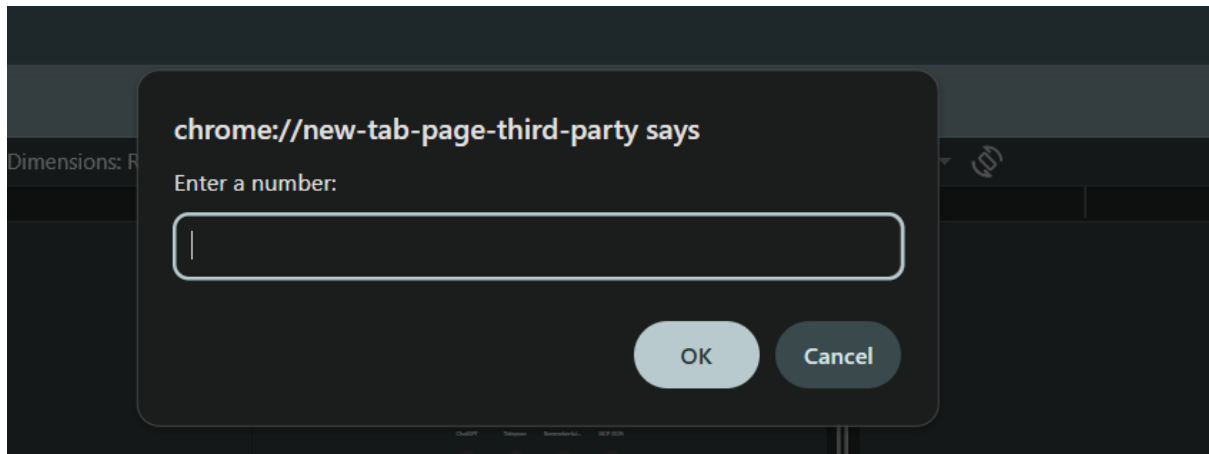 chrome://new-tab-page-third-party says
Dimensions: R
Enter a number:
OK Cancel
ChatGPT